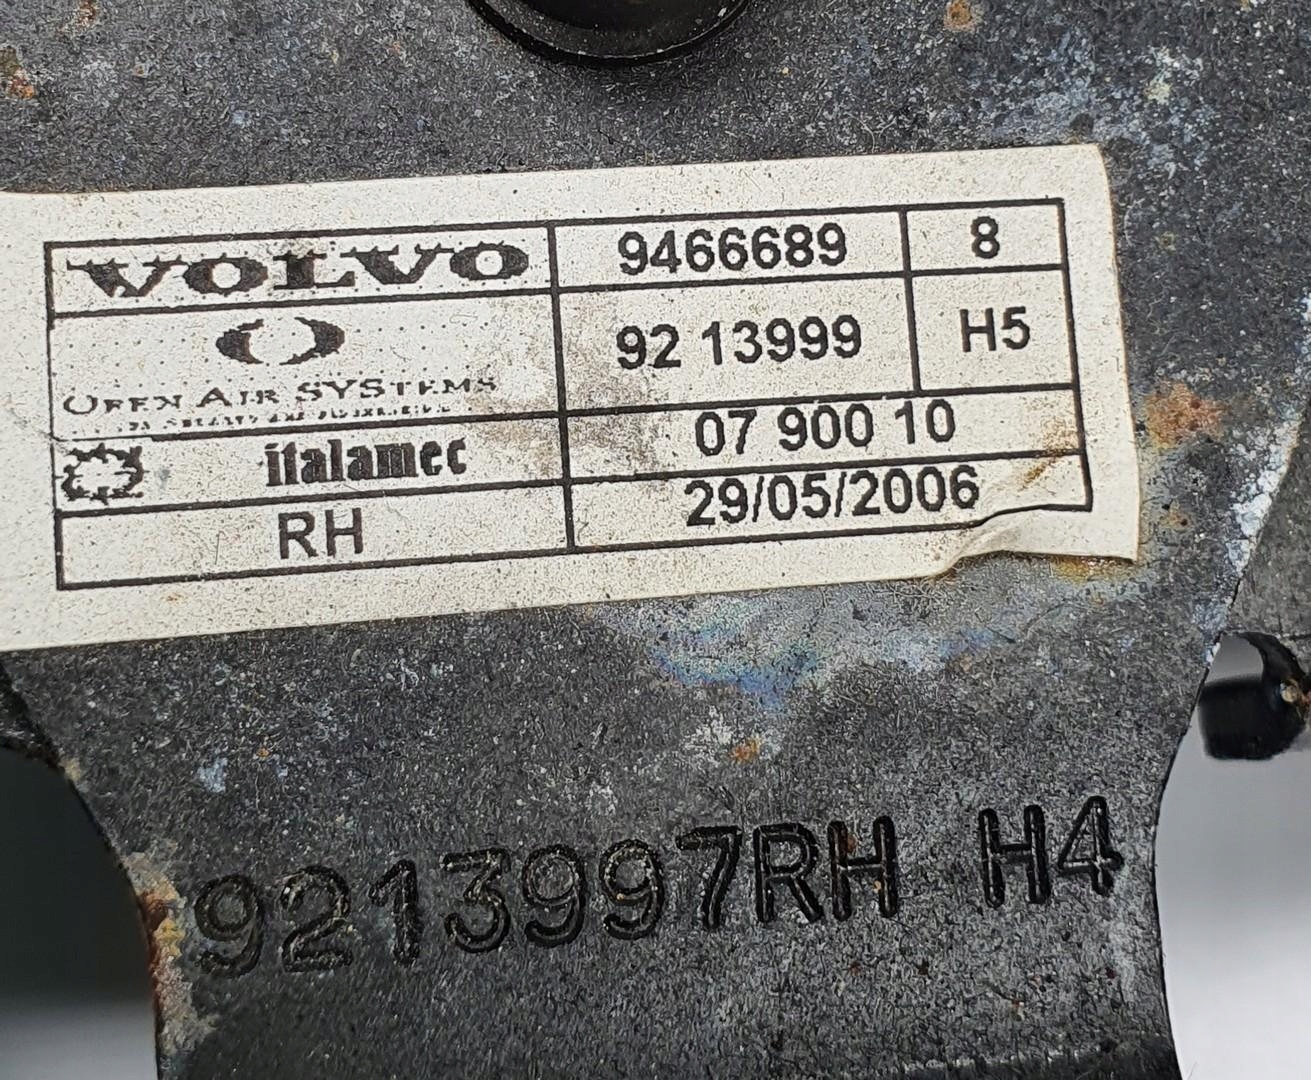 VOLVO 9466689 8
92 13999 H5
OPEN AIR SYSTEMS
italamec 07 900 10
RH 29/05/2006
9213997RH H4